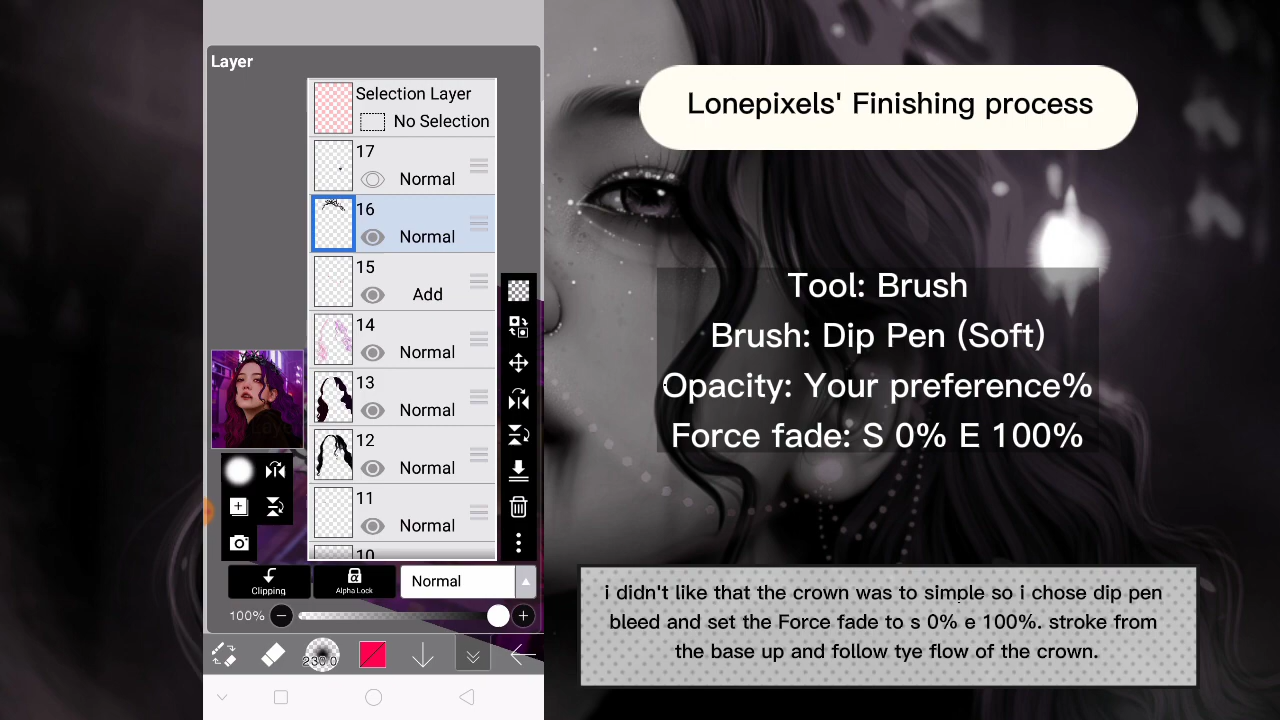 Layer
Selection Layer
No Selection
17
Normal
16
Normal
15
Add
14
Normal
13
Normal
12
Normal
11
Normal
10
Clipping
Alpha Lock
Normal
100%
230.0
Lonepixels' Finishing process
Tool: Brush
Brush: Dip Pen (Soft)
Opacity: Your preference%
Force fade: S 0% E 100%
i didn't like that the crown was to simple so i chose dip pen
bleed and set the Force fade to s 0% e 100%. stroke from
the base up and follow tye flow of the crown.